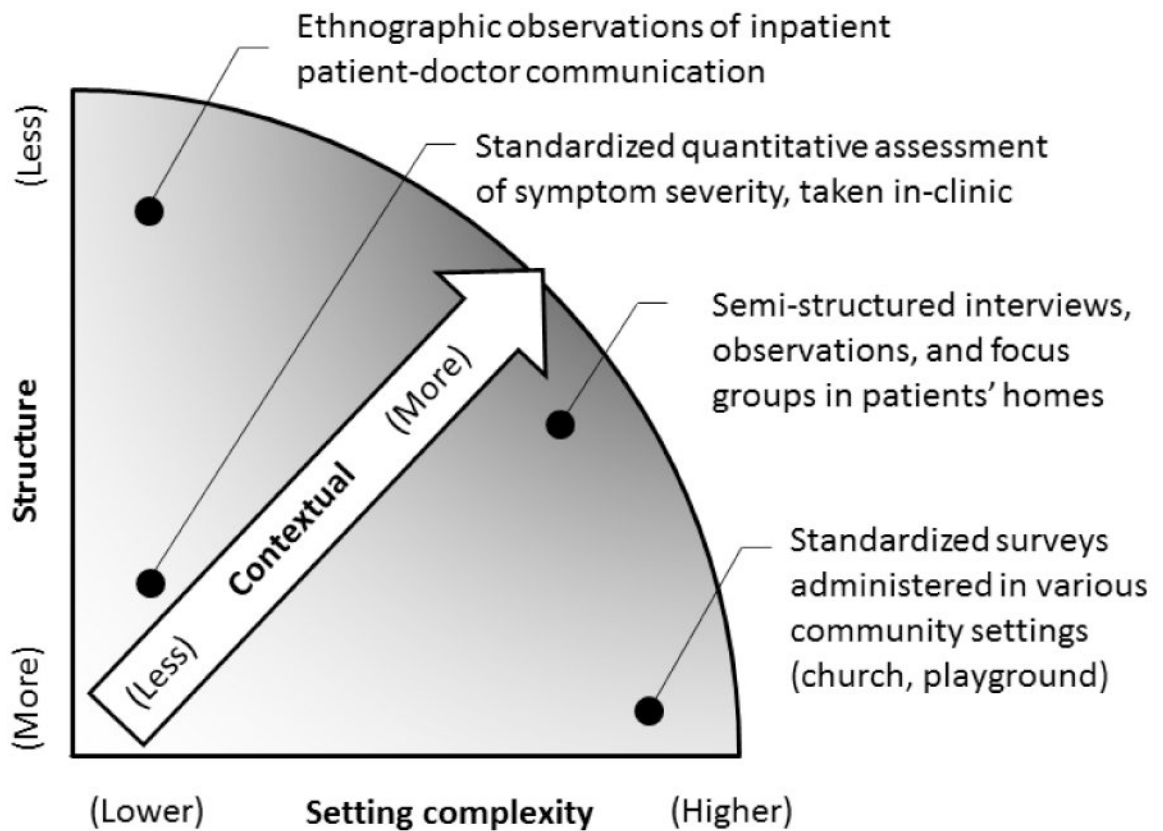 Ethnographic observations of inpatient
patient-doctor communication
Standardized quantitative assessment
of symptom severity, taken in-clinic
Semi-structured interviews,
observations, and focus
groups in patients’ homes
Standardized surveys
administered in various
community settings
(church, playground)
(Less)
Structure
(More)
(More)
Contextual
(Less)
(Lower)
Setting complexity
(Higher)